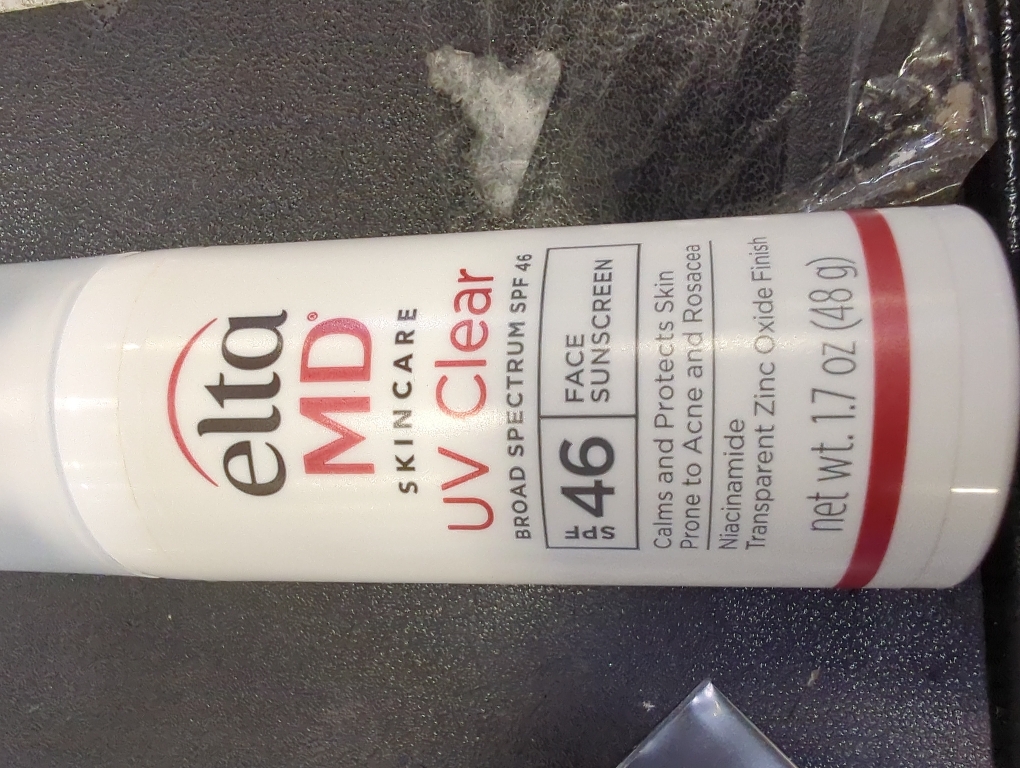 elta
MD®
SKINCARE
UV Clear
BROAD SPECTRUM SPF 46
SPF 46 FACE
SUNSCREEN
Calms and Protects Skin
Prone to Acne and Rosacea
Niacinamide
Transparent Zinc Oxide Finish
net wt. 1.7 oz (48 g)